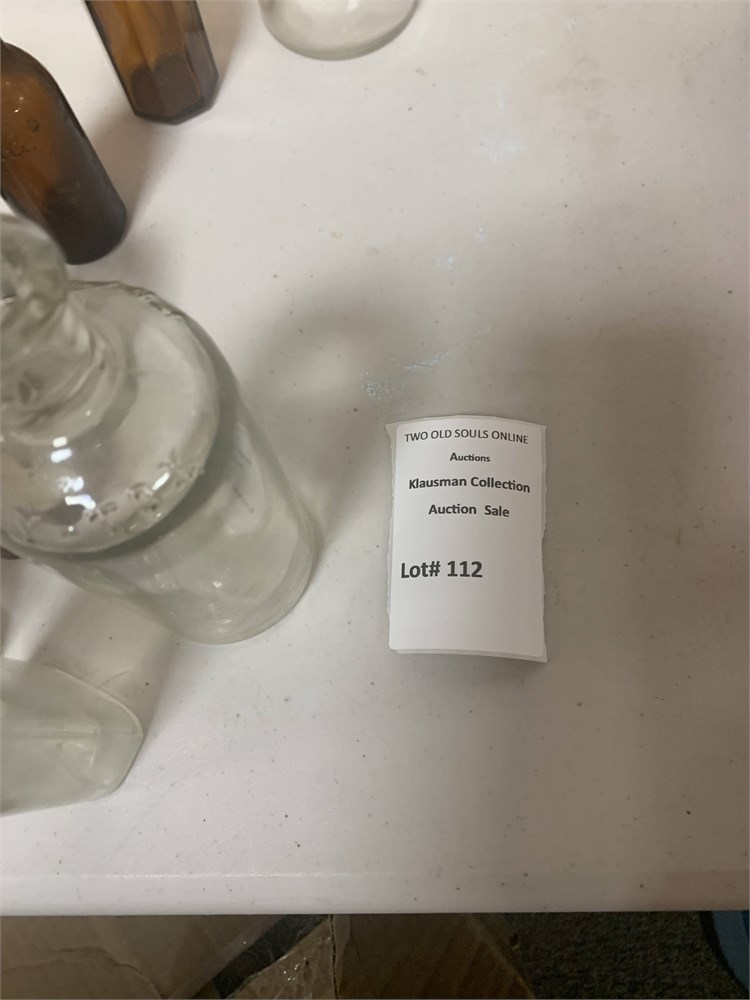 TWO OLD SOULS ONLINE
Auctions
Klausman Collection
Auction Sale
Lot# 112